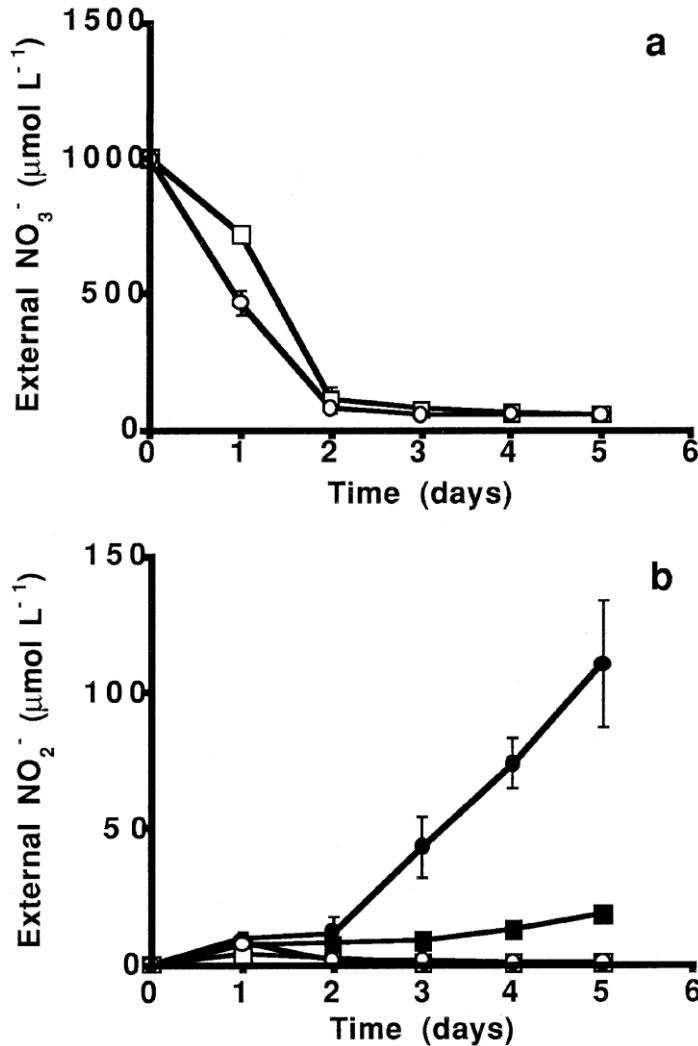 a
1500
1000
500
0
External NO₃⁻ (µmol L⁻¹)
0 1 2 3 4 5 6
Time (days)
b
150
100
50
0
External NO₂⁻ (µmol L⁻¹)
0 1 2 3 4 5 6
Time (days)